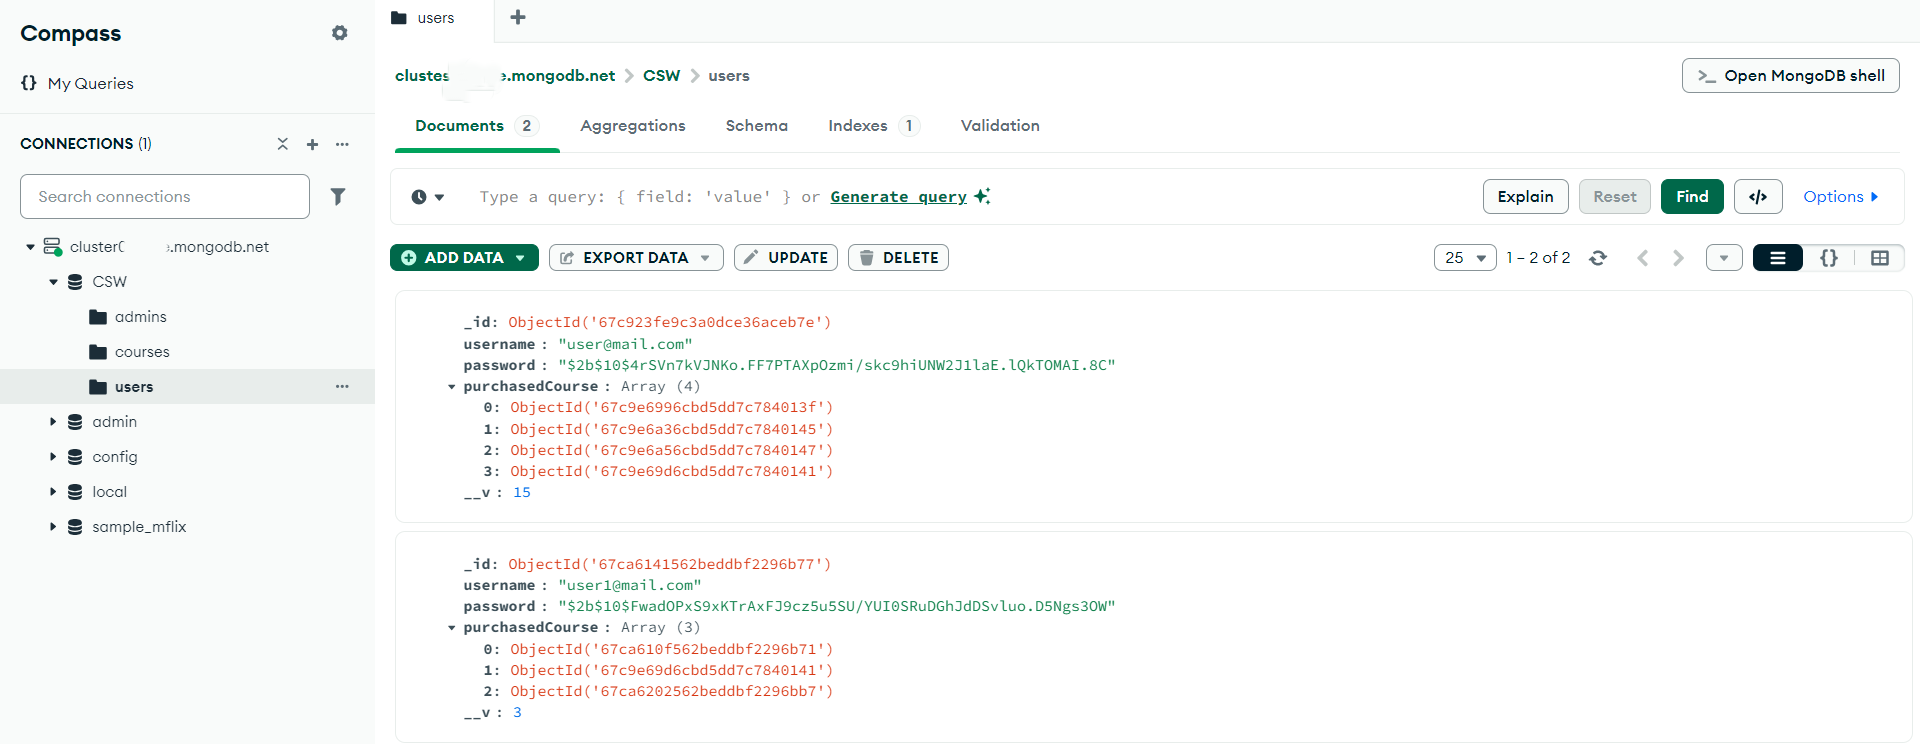 Compass
{} My Queries
CONNECTIONS (1)
Search connections
cluster .mongodb.net
CSW
admins
courses
users
admin
config
local
sample_mflix
users
e.mongodb.net > CSW > users
>_ Open MongoDB shell
Documents 2 Aggregations Schema Indexes 1 Validation
Type a query: { field: 'value' } or Generate query
Explain Reset Find </> Options
ADD DATA EXPORT DATA UPDATE DELETE
25 1 – 2 of 2 {}
_id: ObjectId('67c923fe9c3a0dce36aceb7e')
username : "user@mail.com"
password : "$2b$10$4rSVn7kVJNKo.FF7PTAXpOzmi/skc9hiUNW2J1laE.lQkTOMAI.8C"
purchasedCourse : Array (4)
0: ObjectId('67c9e6996cbd5dd7c784013f')
1: ObjectId('67c9e6a36cbd5dd7c7840145')
2: ObjectId('67c9e6a56cbd5dd7c7840147')
3: ObjectId('67c9e69d6cbd5dd7c7840141')
__v : 15
_id: ObjectId('67ca6141562beddbf2296b77')
username : "user1@mail.com"
password : "$2b$10$FwadOPxS9xKTrAxFJ9cz5u5SU/YUI0SRuDGhJdDSvluo.D5Ngs3OW"
purchasedCourse : Array (3)
0: ObjectId('67ca610f562beddbf2296b71')
1: ObjectId('67c9e69d6cbd5dd7c7840141')
2: ObjectId('67ca6202562beddbf2296bb7')
__v : 3